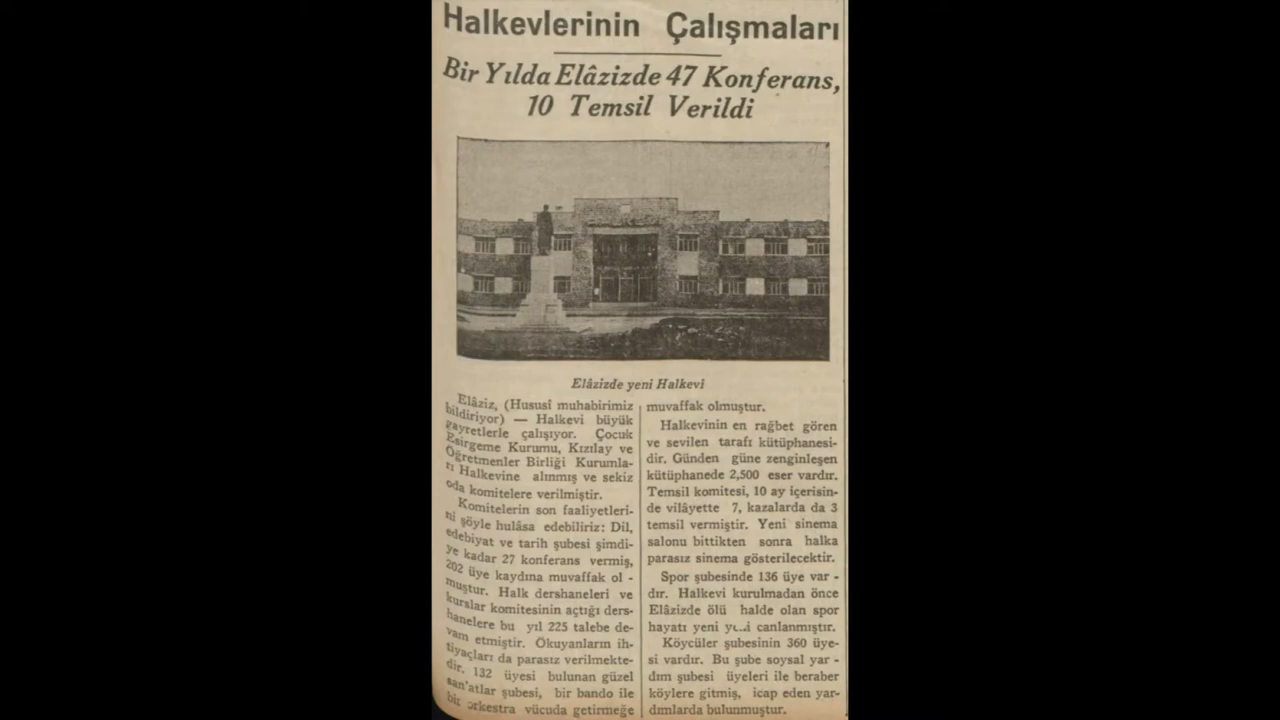 Halkevlerinin Çalışmaları
Bir Yılda Elâzizde 47 Konferans,
10 Temsil Verildi
Elâzizde yeni Halkevi
Elâziz, (Hususî muhabirimiz
bildiriyor) — Halkevi büyük
gayretlerle çalışıyor. Çocuk
Esirgeme Kurumu, Kızılay ve
Öğretmenler Birliği Kurumla-
rı Halkevine alınmış ve sekiz
oda komitelere verilmiştir.
Komitelerin son faaliyetleri-
ni şöyle hulâsa edebiliriz: Dil,
edebiyat ve tarih şubesi şimdi-
ye kadar 27 konferans vermiş,
202 üye kaydına muvaffak ol -
muştur. Halk dershaneleri ve
kurslar komitesinin açtığı ders-
hanelere bu yıl 225 talebe de-
vam etmiştir. Okuyanların ih-
tiyaçları da parasız verilmekte-
dir. 132 üyesi bulunan güzel
san'atlar şubesi, bir bando ile
bir orkestra vücuda getirmeğe
muvaffak olmuştur.
Halkevinin en rağbet gören
ve sevilen tarafı kütüphanesi-
dir. Günden güne zenginleşen
kütüphanede 2,500 eser vardır.
Temsil komitesi, 10 ay içerisin-
de vilâyette 7, kazalarda da 3
temsil vermiştir. Yeni sinema
salonu bittikten sonra halka
parasız sinema gösterilecektir.
Spor şubesinde 136 üye var -
dır. Halkevi kurulmadan önce
Elâzizde ölü halde olan spor
hayatı yeni canlanmıştır.
Köycüler şubesinin 360 üye-
si vardır. Bu şube soysal yar -
dım şubesi üyeleri ile beraber
köylere gitmiş, icap eden yar-
dımlarda bulunmuştur.